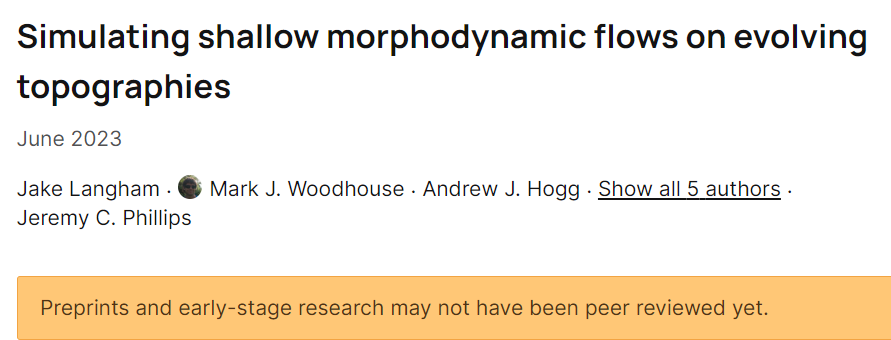 Simulating shallow morphodynamic flows on evolving
topographies
June 2023
Jake Langham · Mark J. Woodhouse · Andrew J. Hogg · Show all 5 authors ·
Jeremy C. Phillips
Preprints and early-stage research may not have been peer reviewed yet.